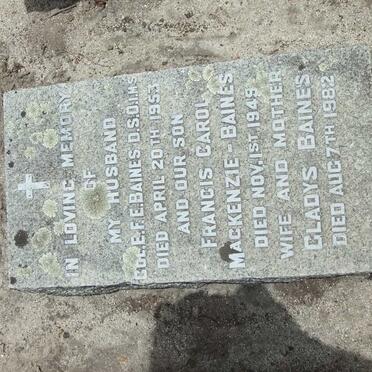 IN LOVING MEMORY
OF
MY HUSBAND
COL. E.F.E. BAINES. D.S.O. I.M.S
DIED APRIL 20TH 1953
AND OUR SON
FRANCIS CAROL
MACKENZIE-BAINES
DIED NOV. 1ST 1949
WIFE AND MOTHER
GLADYS BAINES
DIED AUG 7TH 1982